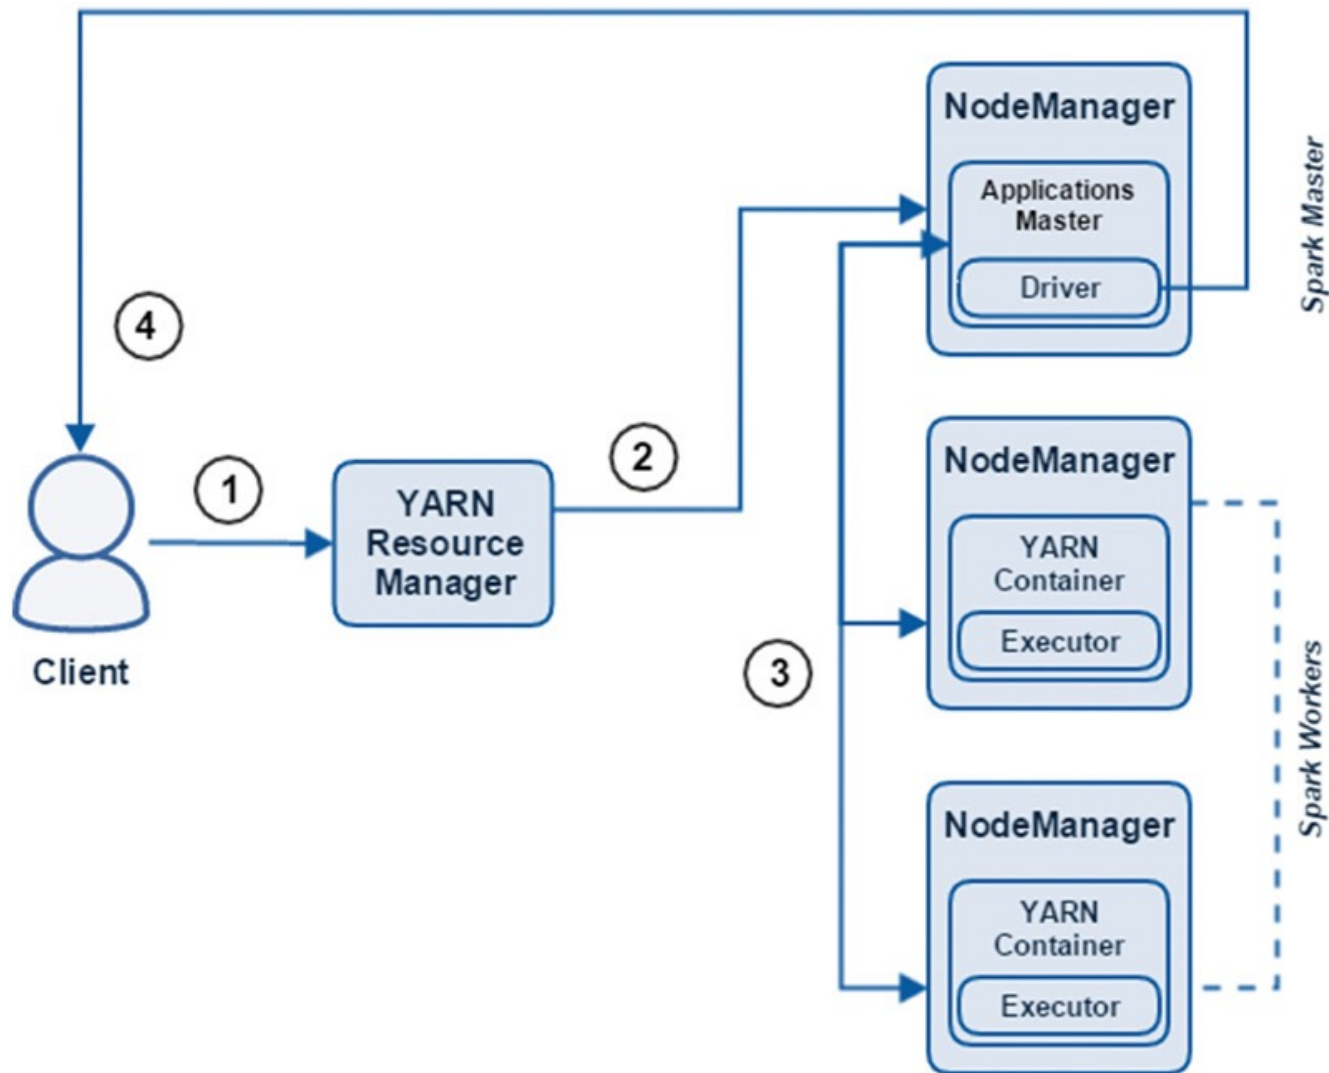 NodeManager
Applications
Master
Driver
Spark Master
4
1
2
YARN
Resource
Manager
Client
NodeManager
YARN
Container
Executor
3
Spark Workers
NodeManager
YARN
Container
Executor